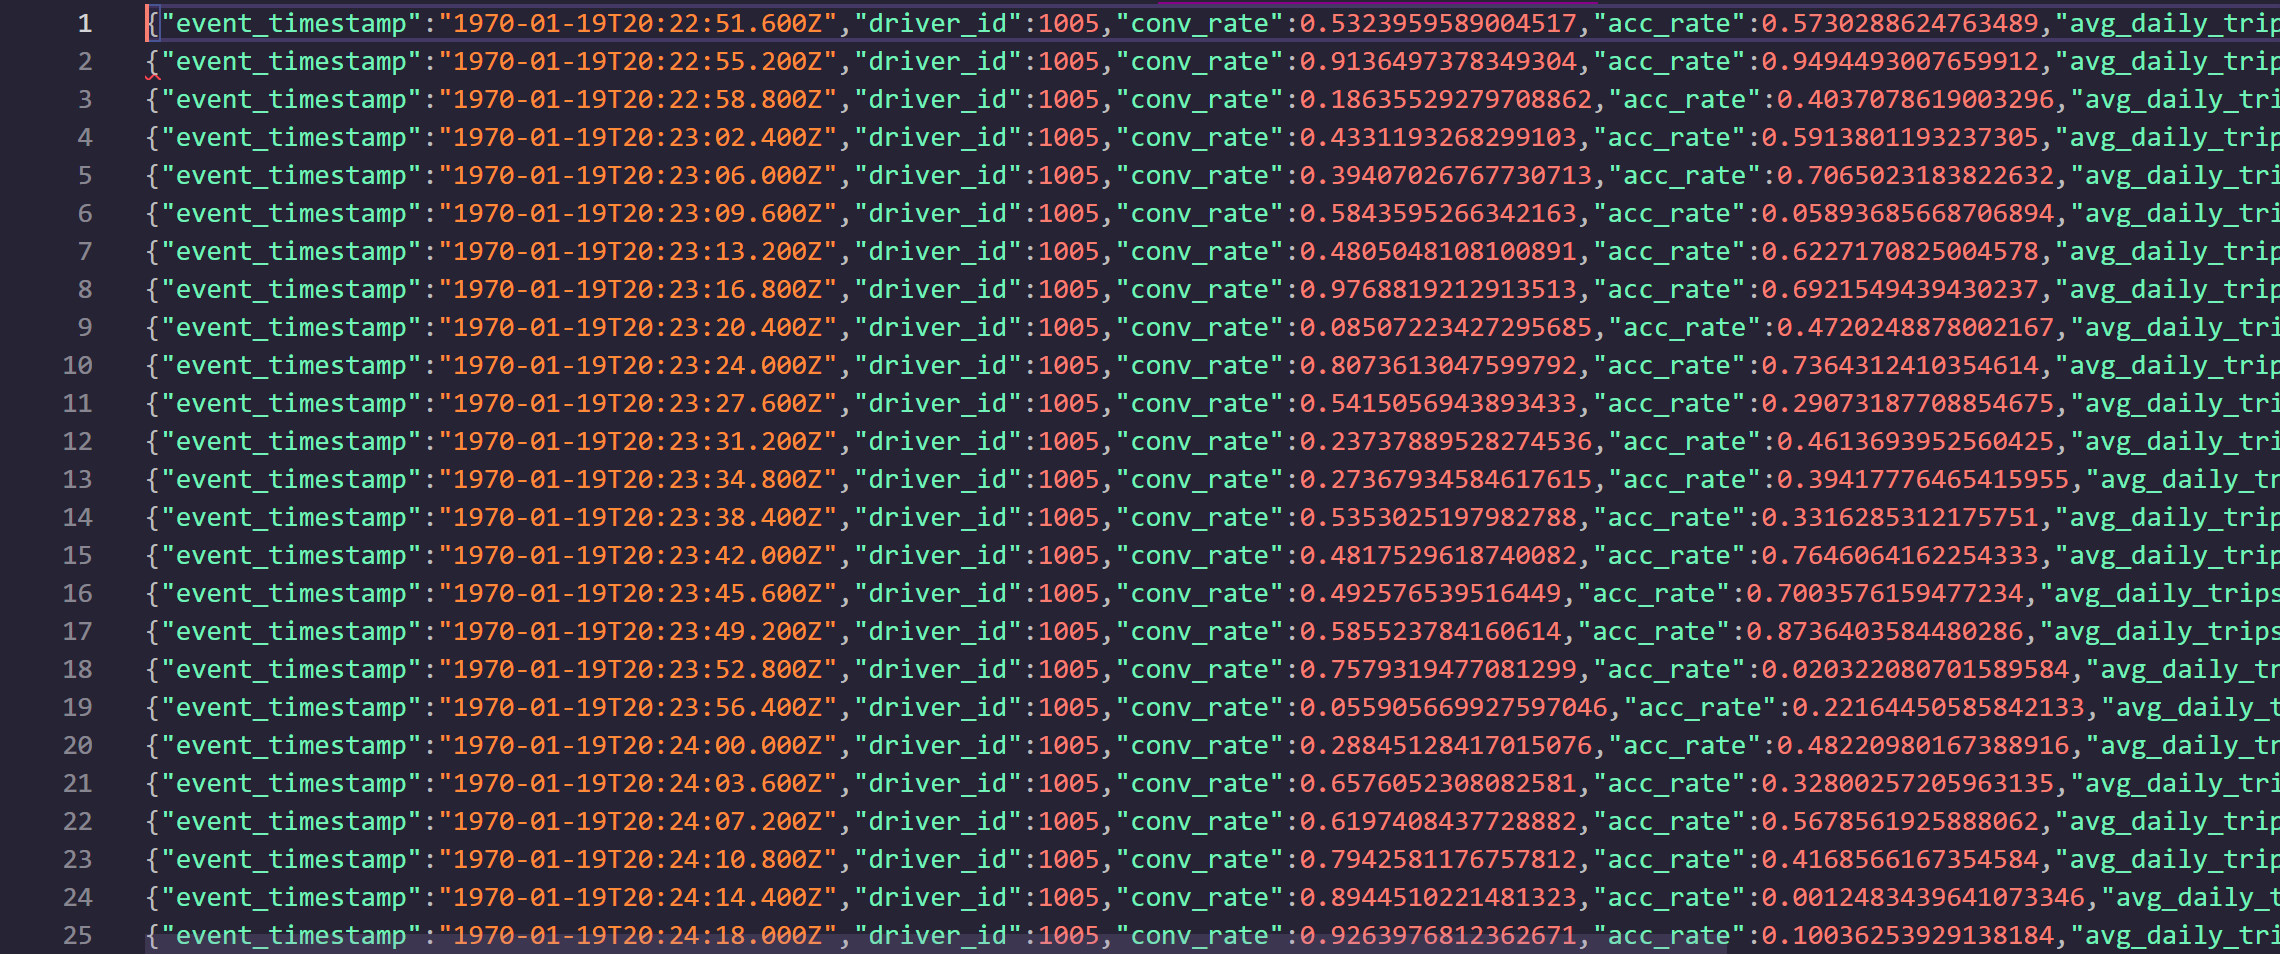 1 {"event_timestamp":"1970-01-19T20:22:51.600Z","driver_id":1005,"conv_rate":0.5323959589004517,"acc_rate":0.5730288624763489,"avg_daily_trip
2 {"event_timestamp":"1970-01-19T20:22:55.200Z","driver_id":1005,"conv_rate":0.9136497378349304,"acc_rate":0.9494493007659912,"avg_daily_trip
3 {"event_timestamp":"1970-01-19T20:22:58.800Z","driver_id":1005,"conv_rate":0.18635529279708862,"acc_rate":0.4037078619003296,"avg_daily_tri
4 {"event_timestamp":"1970-01-19T20:23:02.400Z","driver_id":1005,"conv_rate":0.4331193268299103,"acc_rate":0.5913801193237305,"avg_daily_trip
5 {"event_timestamp":"1970-01-19T20:23:06.000Z","driver_id":1005,"conv_rate":0.39407026767730713,"acc_rate":0.7065023183822632,"avg_daily_tri
6 {"event_timestamp":"1970-01-19T20:23:09.600Z","driver_id":1005,"conv_rate":0.5843595266342163,"acc_rate":0.05893685668706894,"avg_daily_tri
7 {"event_timestamp":"1970-01-19T20:23:13.200Z","driver_id":1005,"conv_rate":0.4805048108100891,"acc_rate":0.6227170825004578,"avg_daily_trip
8 {"event_timestamp":"1970-01-19T20:23:16.800Z","driver_id":1005,"conv_rate":0.9768819212913513,"acc_rate":0.6921549439430237,"avg_daily_trip
9 {"event_timestamp":"1970-01-19T20:23:20.400Z","driver_id":1005,"conv_rate":0.08507223427295685,"acc_rate":0.4720248878002167,"avg_daily_tri
10 {"event_timestamp":"1970-01-19T20:23:24.000Z","driver_id":1005,"conv_rate":0.8073613047599792,"acc_rate":0.7364312410354614,"avg_daily_trip
11 {"event_timestamp":"1970-01-19T20:23:27.600Z","driver_id":1005,"conv_rate":0.5415056943893433,"acc_rate":0.29073187708854675,"avg_daily_tri
12 {"event_timestamp":"1970-01-19T20:23:31.200Z","driver_id":1005,"conv_rate":0.23737889528274536,"acc_rate":0.4613693952560425,"avg_daily_tri
13 {"event_timestamp":"1970-01-19T20:23:34.800Z","driver_id":1005,"conv_rate":0.27367934584617615,"acc_rate":0.39417776465415955,"avg_daily_tr
14 {"event_timestamp":"1970-01-19T20:23:38.400Z","driver_id":1005,"conv_rate":0.5353025197982788,"acc_rate":0.3316285312175751,"avg_daily_trip
15 {"event_timestamp":"1970-01-19T20:23:42.000Z","driver_id":1005,"conv_rate":0.4817529618740082,"acc_rate":0.7646064162254333,"avg_daily_trip
16 {"event_timestamp":"1970-01-19T20:23:45.600Z","driver_id":1005,"conv_rate":0.492576539516449,"acc_rate":0.7003576159477234,"avg_daily_trips
17 {"event_timestamp":"1970-01-19T20:23:49.200Z","driver_id":1005,"conv_rate":0.585523784160614,"acc_rate":0.8736403584480286,"avg_daily_trips
18 {"event_timestamp":"1970-01-19T20:23:52.800Z","driver_id":1005,"conv_rate":0.7579319477081299,"acc_rate":0.020322080701589584,"avg_daily_tr
19 {"event_timestamp":"1970-01-19T20:23:56.400Z","driver_id":1005,"conv_rate":0.055905669927597046,"acc_rate":0.22164450585842133,"avg_daily_t
20 {"event_timestamp":"1970-01-19T20:24:00.000Z","driver_id":1005,"conv_rate":0.28845128417015076,"acc_rate":0.48220980167388916,"avg_daily_tr
21 {"event_timestamp":"1970-01-19T20:24:03.600Z","driver_id":1005,"conv_rate":0.6576052308082581,"acc_rate":0.32800257205963135,"avg_daily_tri
22 {"event_timestamp":"1970-01-19T20:24:07.200Z","driver_id":1005,"conv_rate":0.6197408437728882,"acc_rate":0.5678561925888062,"avg_daily_trip
23 {"event_timestamp":"1970-01-19T20:24:10.800Z","driver_id":1005,"conv_rate":0.7942581176757812,"acc_rate":0.4168566167354584,"avg_daily_trip
24 {"event_timestamp":"1970-01-19T20:24:14.400Z","driver_id":1005,"conv_rate":0.8944510221481323,"acc_rate":0.0012483439641073346,"avg_daily_t
25 {"event_timestamp":"1970-01-19T20:24:18.000Z","driver_id":1005,"conv_rate":0.9263976812362671,"acc_rate":0.10036253929138184,"avg_daily_tri